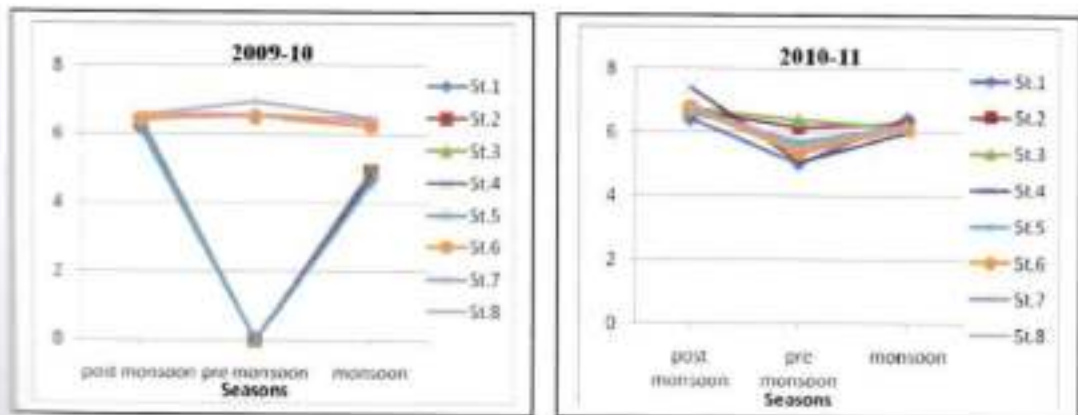 2009-10
8
6
4
2
0
post monsoon pre monsoon monsoon
Seasons
St.1
St.2
St.3
St.4
St.5
St.6
St.7
St.8
2010-11
8
6
4
2
0
post monsoon
pre monsoon
monsoon
Seasons
St.1
St.2
St.3
St.4
St.5
St.6
St.7
St.8